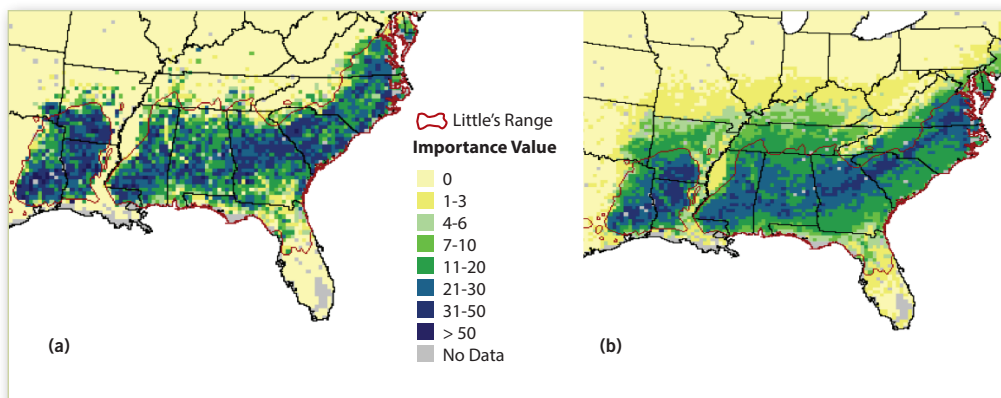 Little's Range
Importance Value
0
1-3
4-6
7-10
11-20
21-30
31-50
> 50
No Data
(a)
(b)